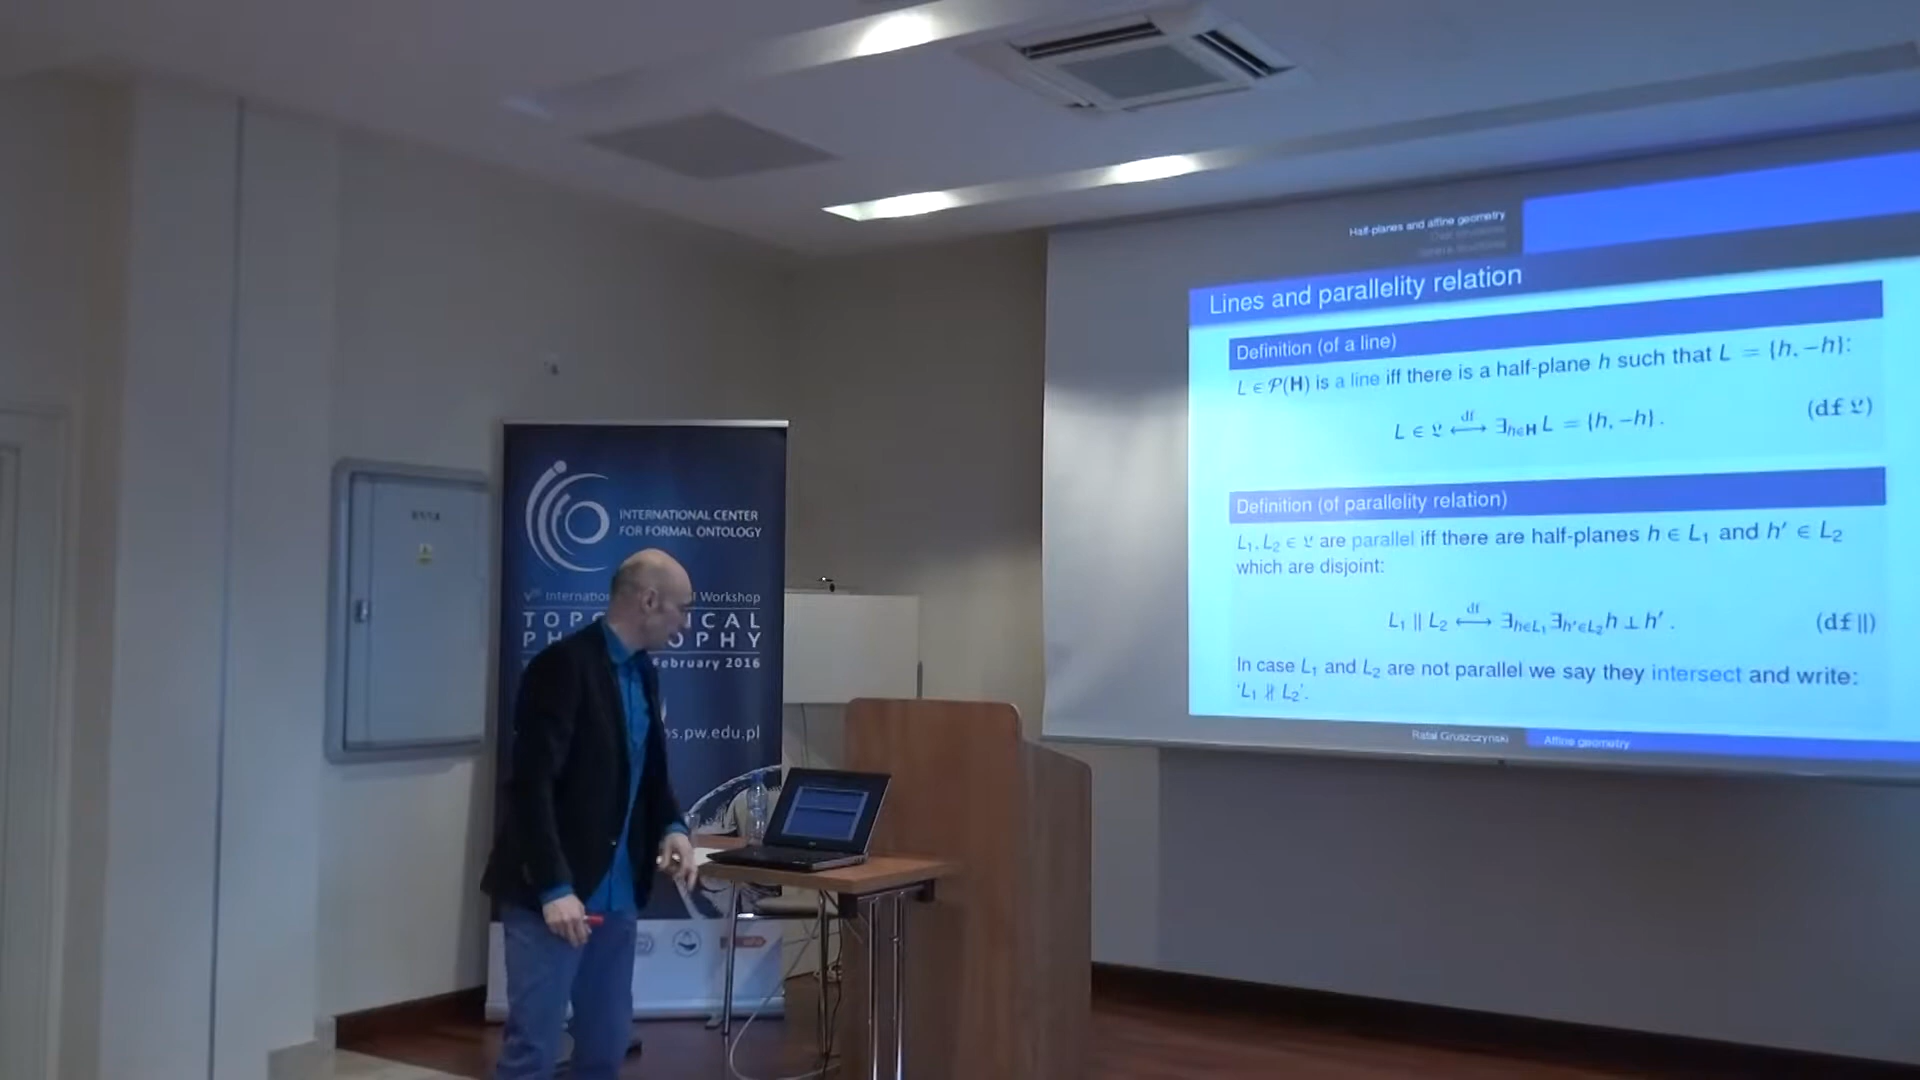 INTERNATIONAL CENTER
FOR FORMAL ONTOLOGY
Workshop
February 2016
.pw.edu.pl
Half-planes and affine geometry
Lines and parallelity relation
Definition (of a line)
L ∈ 𝒫(H) is a line iff there is a half-plane h such that L = {h, −h}:
L ∈ 𝔏 ⟷df ∃h∈H L = {h, −h} . (df 𝔏)
Definition (of parallelity relation)
L₁, L₂ ∈ 𝔏 are parallel iff there are half-planes h ∈ L₁ and h′ ∈ L₂
which are disjoint:
L₁ ∥ L₂ ⟷df ∃h∈L₁ ∃h′∈L₂ h ⊥ h′ . (df ∥)
In case L₁ and L₂ are not parallel we say they intersect and write:
‘L₁ ∦ L₂’.
Rafał Gruszczyński
Affine geometry